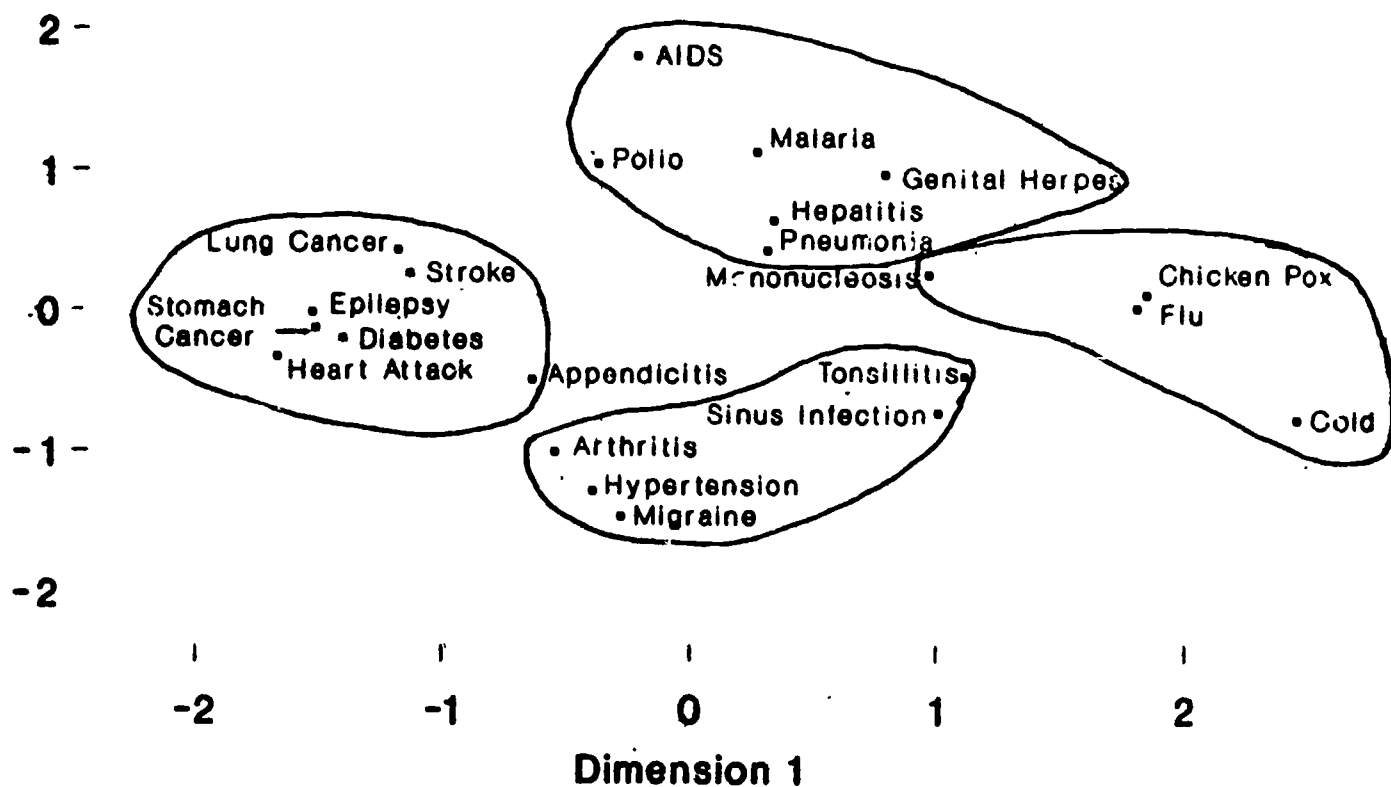 2
AIDS
Malaria
1
Polio
Genital Herpes
Hepatitis
Pneumonia
Lung Cancer
Stroke
Mononucleosis
Chicken Pox
Stomach
Epilepsy
0
Flu
Cancer
Diabetes
Heart Attack
Appendicitis
Tonsillitis
Sinus Infection
Cold
-1
Arthritis
Hypertension
Migraine
-2
-2 -1 0 1 2
Dimension 1